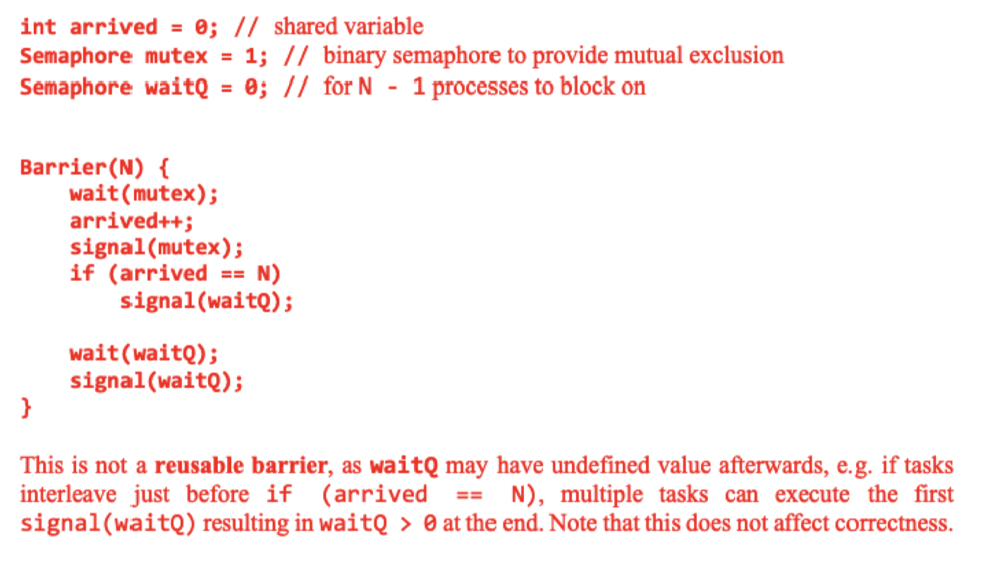 int arrived = 0; // shared variable
Semaphore mutex = 1; // binary semaphore to provide mutual exclusion
Semaphore waitQ = 0; // for N - 1 processes to block on
Barrier(N) {
wait(mutex);
arrived++;
signal(mutex);
if (arrived == N)
signal(waitQ);
wait(waitQ);
signal(waitQ);
}
This is not a reusable barrier, as waitQ may have undefined value afterwards, e.g. if tasks
interleave just before if (arrived == N), multiple tasks can execute the first
signal(waitQ) resulting in waitQ > 0 at the end. Note that this does not affect correctness.